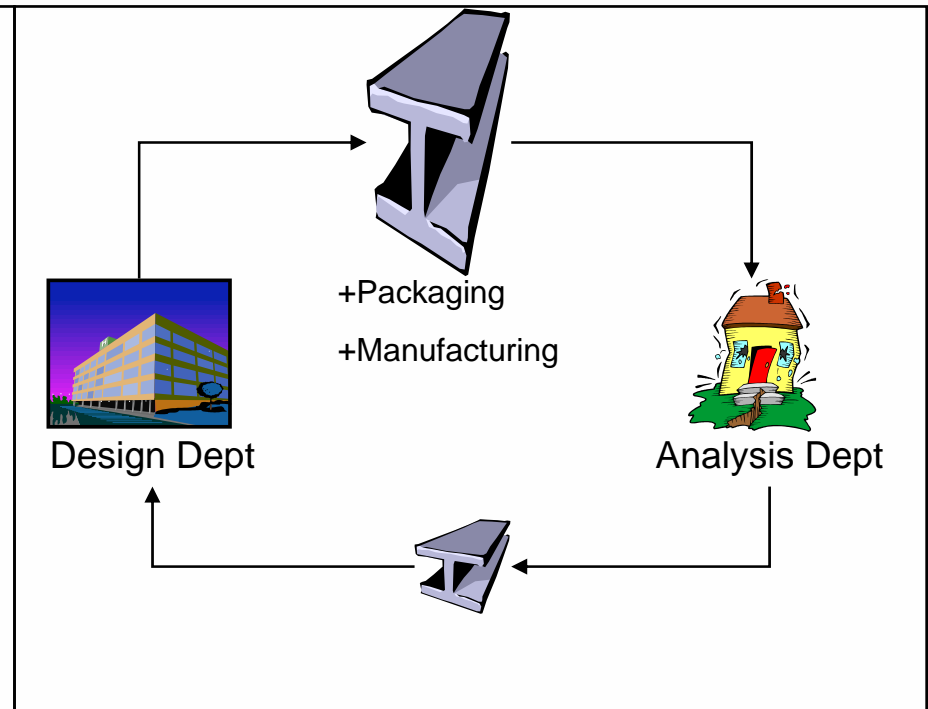 +Packaging
+Manufacturing
Design Dept
Analysis Dept